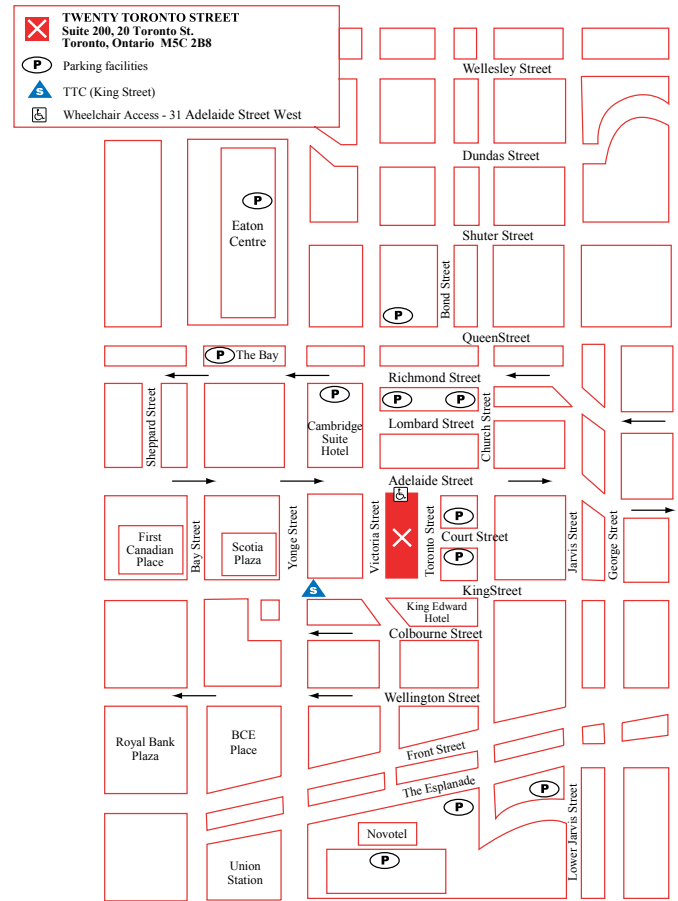 TWENTY TORONTO STREET
Suite 200, 20 Toronto St.
Toronto, Ontario  M5C 2B8
P
Parking facilities
S
TTC (King Street)
Wheelchair Access - 31 Adelaide Street West
Wellesley Street
Dundas Street
P
Eaton
Centre
Shuter Street
Bond Street
P
QueenStreet
P
The Bay
Richmond Street
Sheppard Street
P
Cambridge
Suite
Hotel
P
P
Lombard Street
Church Street
Adelaide Street
First
Canadian
Place
Bay Street
Scotia
Plaza
Yonge Street
Victoria Street
Toronto Street
P
Court Street
P
Jarvis Street
George Street
S
KingStreet
King Edward
Hotel
Colbourne Street
Wellington Street
Royal Bank
Plaza
BCE
Place
Front Street
The Esplanade
P
P
Lower Jarvis Street
Novotel
P
Union
Station